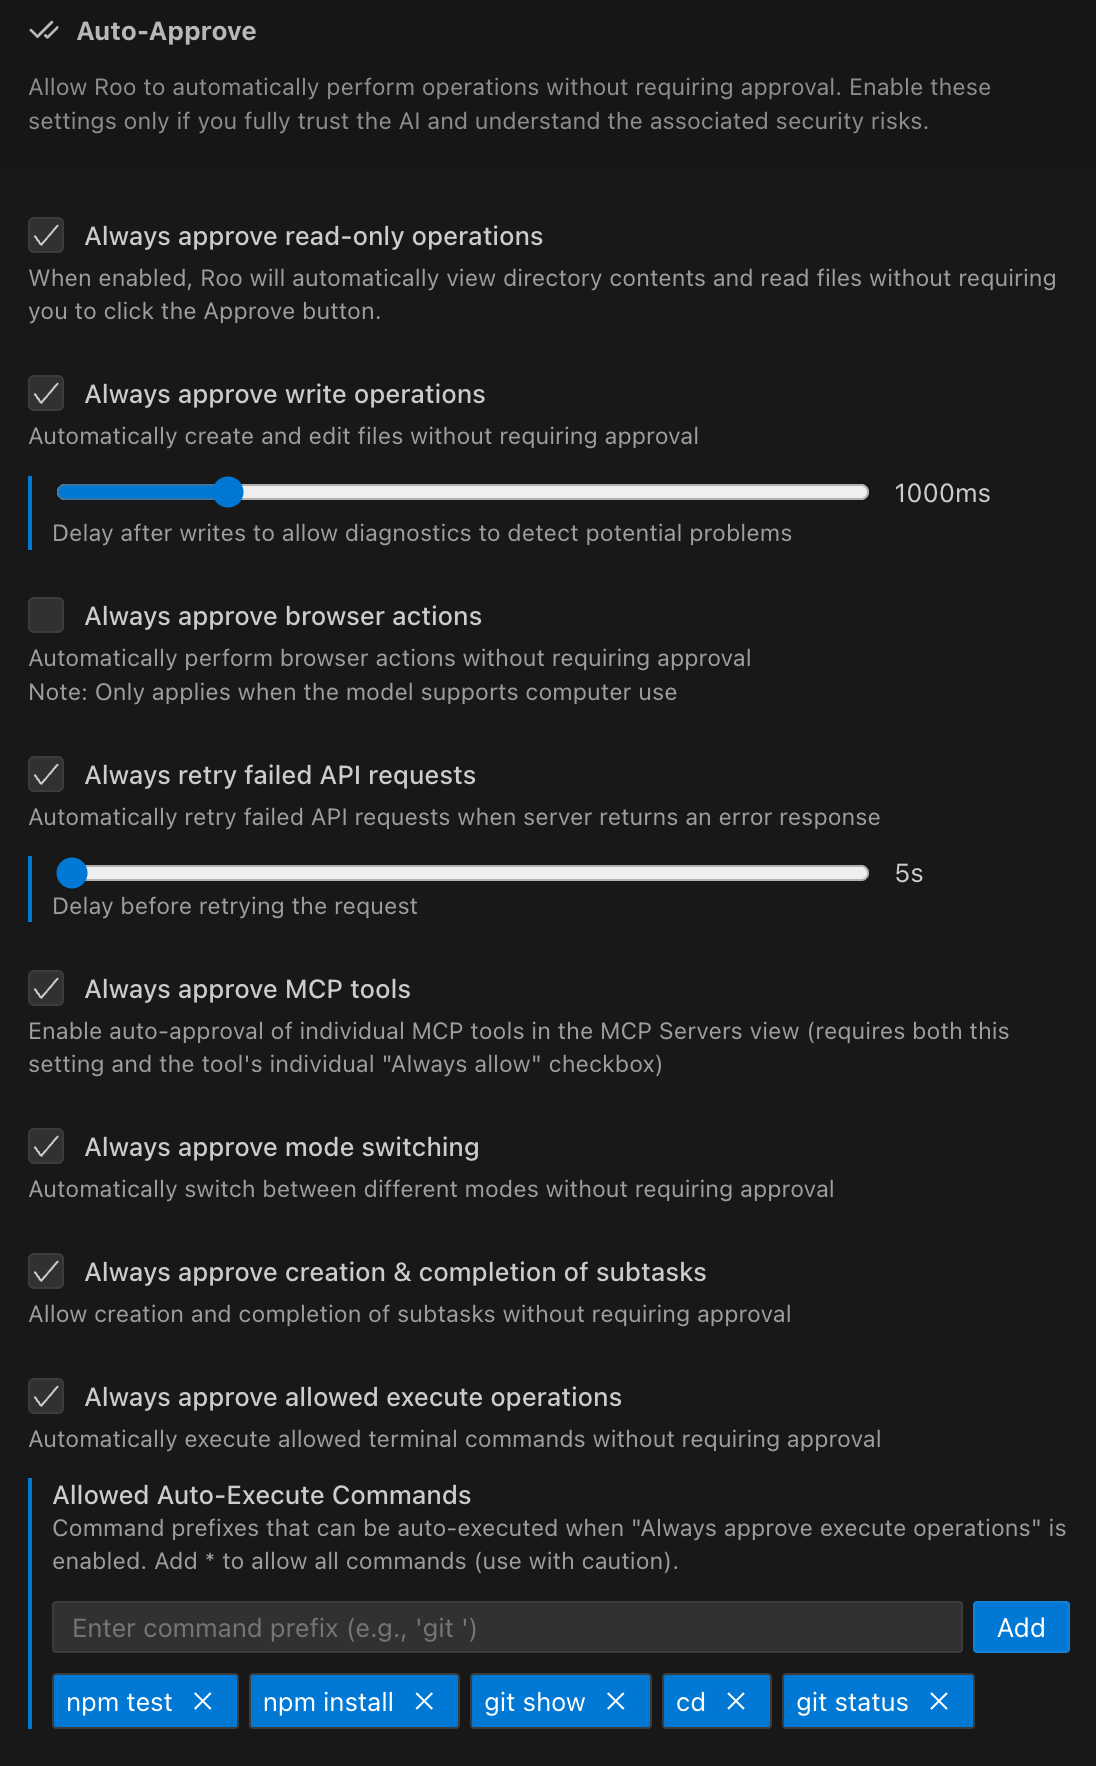 Auto-Approve
Allow Roo to automatically perform operations without requiring approval. Enable these
settings only if you fully trust the AI and understand the associated security risks.
Always approve read-only operations
When enabled, Roo will automatically view directory contents and read files without requiring
you to click the Approve button.
Always approve write operations
Automatically create and edit files without requiring approval
1000ms
Delay after writes to allow diagnostics to detect potential problems
Always approve browser actions
Automatically perform browser actions without requiring approval
Note: Only applies when the model supports computer use
Always retry failed API requests
Automatically retry failed API requests when server returns an error response
5s
Delay before retrying the request
Always approve MCP tools
Enable auto-approval of individual MCP tools in the MCP Servers view (requires both this
setting and the tool's individual "Always allow" checkbox)
Always approve mode switching
Automatically switch between different modes without requiring approval
Always approve creation & completion of subtasks
Allow creation and completion of subtasks without requiring approval
Always approve allowed execute operations
Automatically execute allowed terminal commands without requiring approval
Allowed Auto-Execute Commands
Command prefixes that can be auto-executed when "Always approve execute operations" is
enabled. Add * to allow all commands (use with caution).
Enter command prefix (e.g., 'git ') Add
npm test npm install git show cd git status